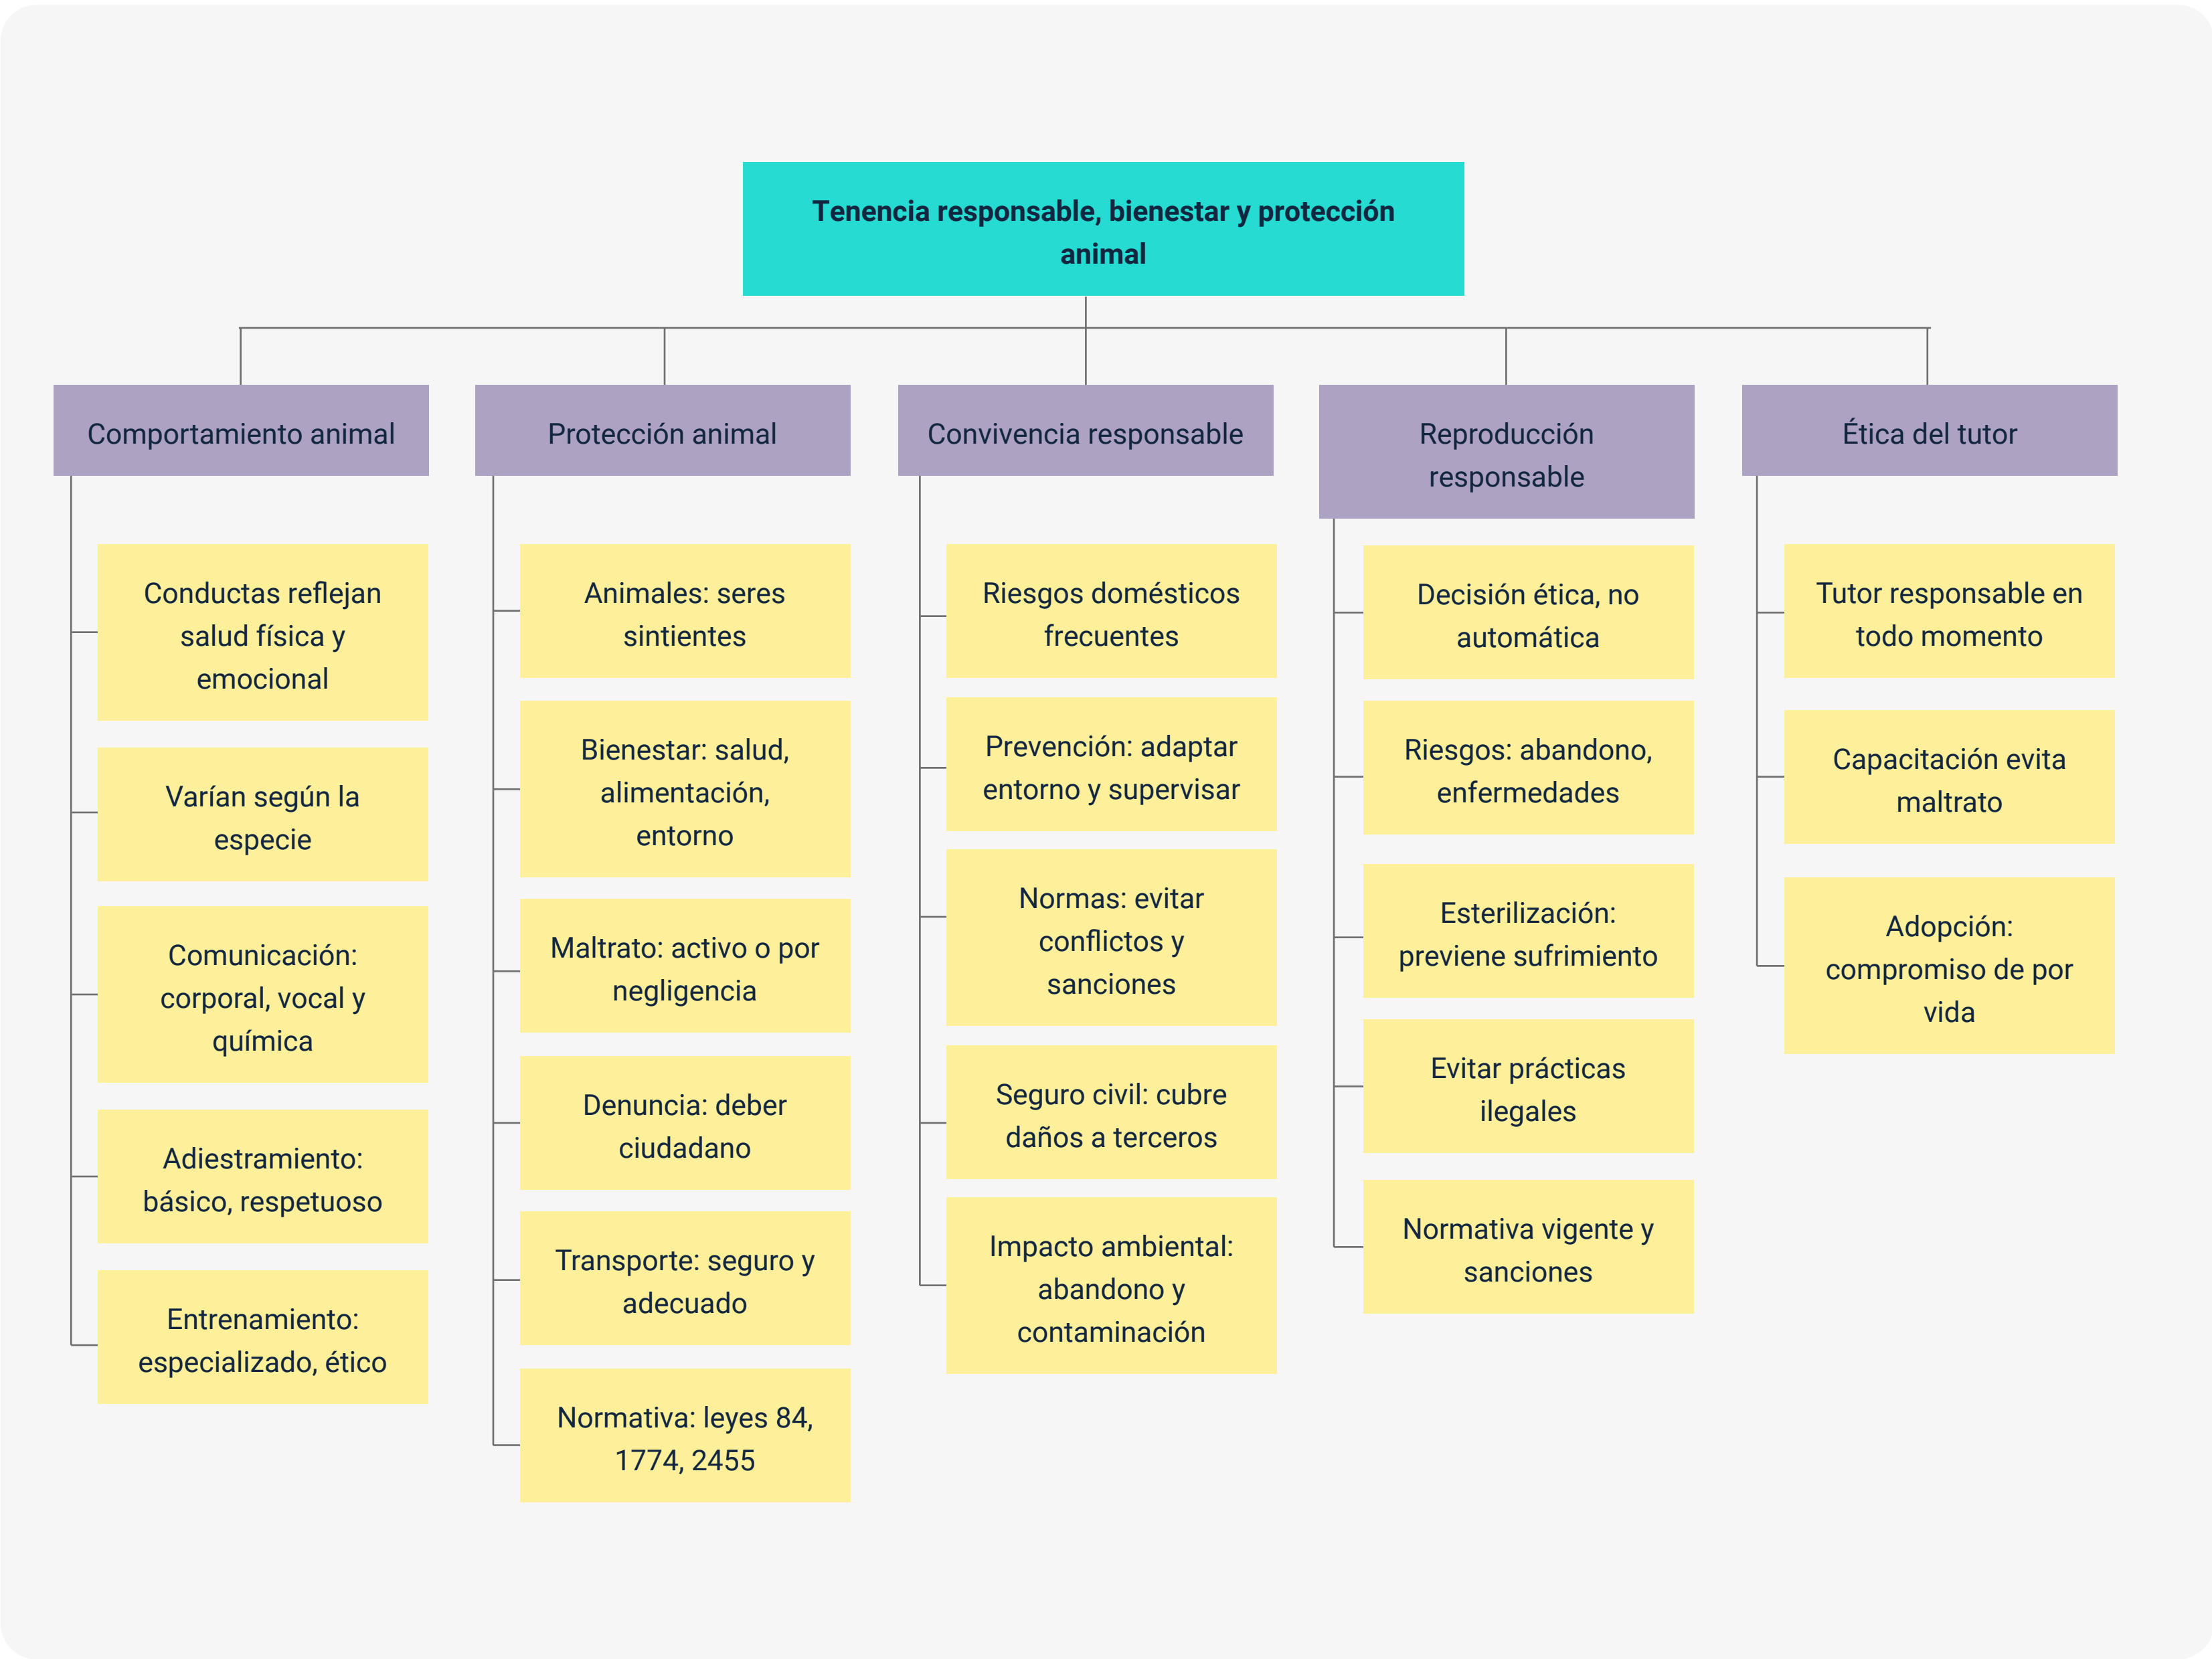 Tenencia responsable, bienestar y protección
animal
Comportamiento animal
Conductas reflejan
salud física y
emocional
Varían según la
especie
Comunicación:
corporal, vocal y
química
Adiestramiento:
básico, respetuoso
Entrenamiento:
especializado, ético
Protección animal
Animales: seres
sintientes
Bienestar: salud,
alimentación,
entorno
Maltrato: activo o por
negligencia
Denuncia: deber
ciudadano
Transporte: seguro y
adecuado
Normativa: leyes 84,
1774, 2455
Convivencia responsable
Riesgos domésticos
frecuentes
Prevención: adaptar
entorno y supervisar
Normas: evitar
conflictos y
sanciones
Seguro civil: cubre
daños a terceros
Impacto ambiental:
abandono y
contaminación
Reproducción
responsable
Decisión ética, no
automática
Riesgos: abandono,
enfermedades
Esterilización:
previene sufrimiento
Evitar prácticas
ilegales
Normativa vigente y
sanciones
Ética del tutor
Tutor responsable en
todo momento
Capacitación evita
maltrato
Adopción:
compromiso de por
vida